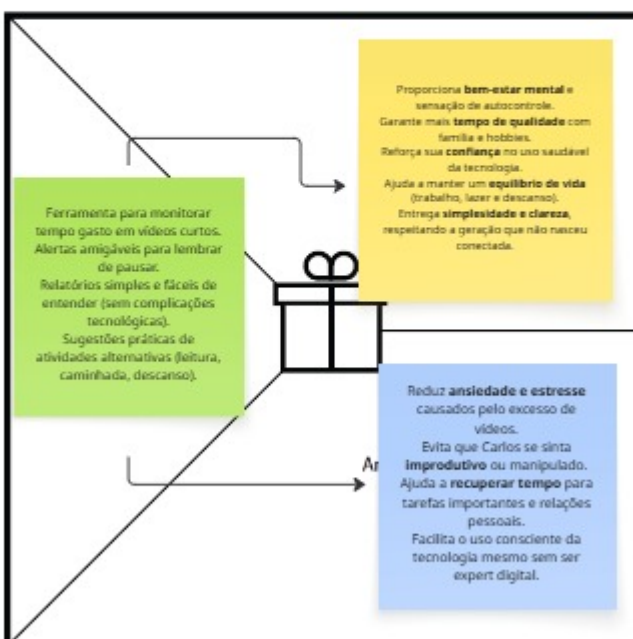 Proporciona bem-estar mental e
sensação de autocontrole.
Garante mais tempo de qualidade com
família e hobbies.
Reforça sua confiança no uso saudável
da tecnologia.
Ajuda a manter um equilíbrio de vida
(trabalho, lazer e descanso).
Entrega simplesidade e clareza,
respeitando a geração que não nasceu
conectada.
Ferramenta para monitorar
tempo gasto em vídeos curtos.
Alertas amigáveis para lembrar
de pausar.
Relatórios simples e fáceis de
entender (sem complicações
tecnológicas).
Sugestões práticas de
atividades alternativas (leitura,
caminhada, descanso).
Reduz ansiedade e estresse
causados pelo excesso de
vídeos.
Evita que Carlos se sinta
improdutivo ou manipulado.
Ajuda a recuperar tempo para
tarefas importantes e relações
pessoais.
Facilita o uso consciente da
tecnologia mesmo sem ser
expert digital.